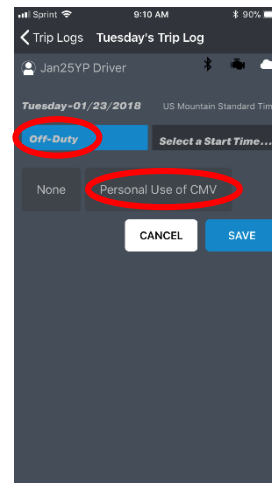 Sprint 9:10 AM 90%
Trip Logs Tuesday's Trip Log
Jan25YP Driver
Tuesday-01/23/2018 US Mountain Standard Tim
Off-Duty Select a Start Time...
None Personal Use of CMV
CANCEL SAVE